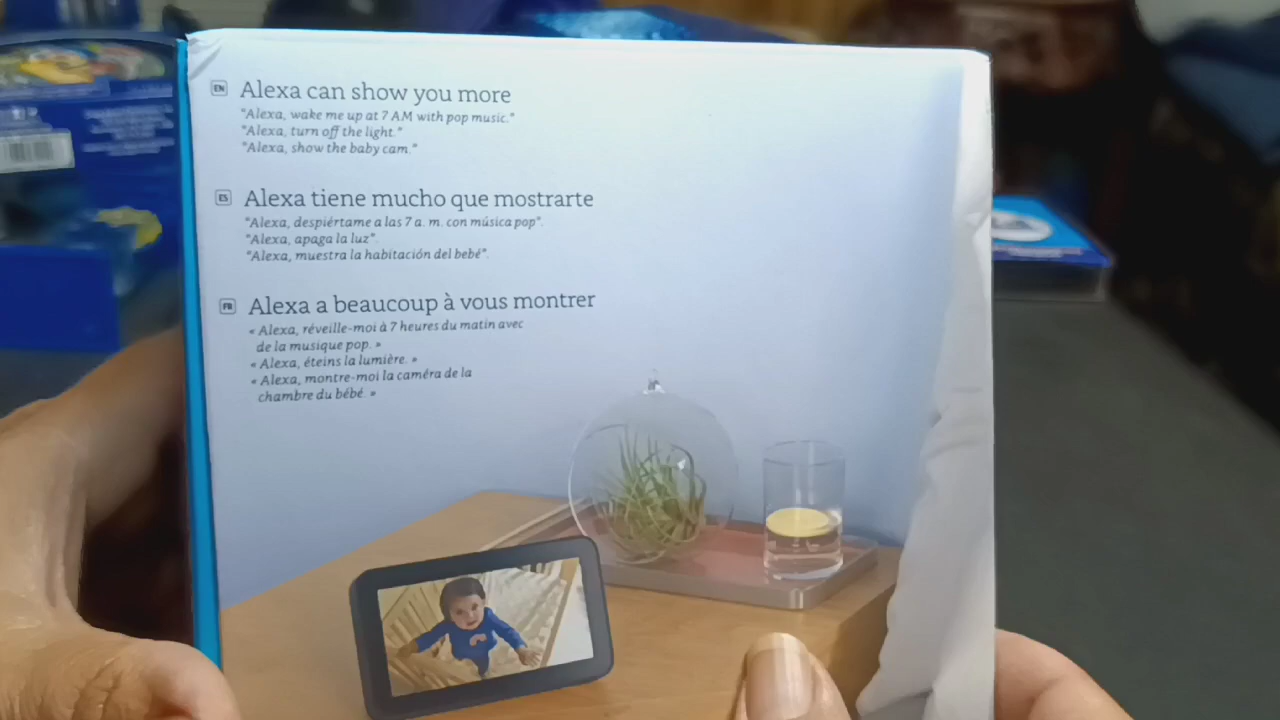 EN Alexa can show you more
"Alexa, wake me up at 7 AM with pop music."
"Alexa, turn off the light."
"Alexa, show the baby cam."
ES Alexa tiene mucho que mostrarte
"Alexa, despiértame a las 7 a. m. con música pop".
"Alexa, apaga la luz".
"Alexa, muestra la habitación del bebé".
FR Alexa a beaucoup à vous montrer
« Alexa, réveille-moi à 7 heures du matin avec
de la musique pop. »
« Alexa, éteins la lumière. »
« Alexa, montre-moi la caméra de la
chambre du bébé. »